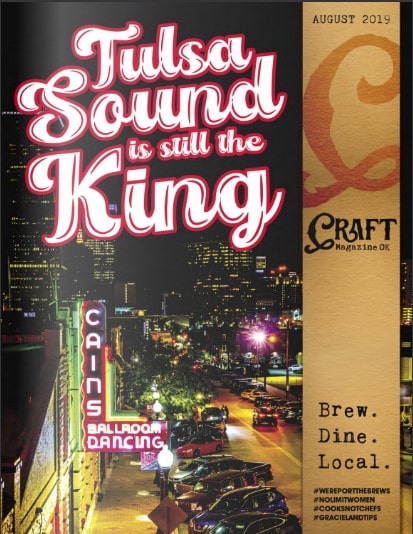 Tulsa
Sound
is still the
King
AUGUST 2019
C
CRAFT
Magazine OK
CAINS
BALLROOM
DANCING
Brew.
Dine.
Local.
#WEREPORTTHEBREWS
#NOLIMITWOMEN
#COOKSNOTCHEFS
#GRACIELANDTIPS